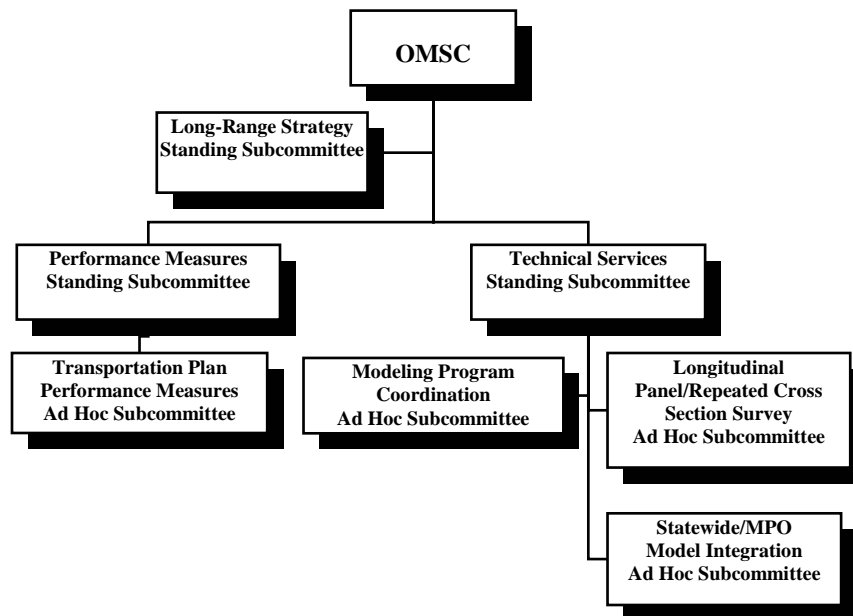 OMSC
Long-Range Strategy
Standing Subcommittee
Performance Measures
Standing Subcommittee
Technical Services
Standing Subcommittee
Transportation Plan
Performance Measures
Ad Hoc Subcommittee
Modeling Program
Coordination
Ad Hoc Subcommittee
Longitudinal
Panel/Repeated Cross
Section Survey
Ad Hoc Subcommittee
Statewide/MPO
Model Integration
Ad Hoc Subcommittee